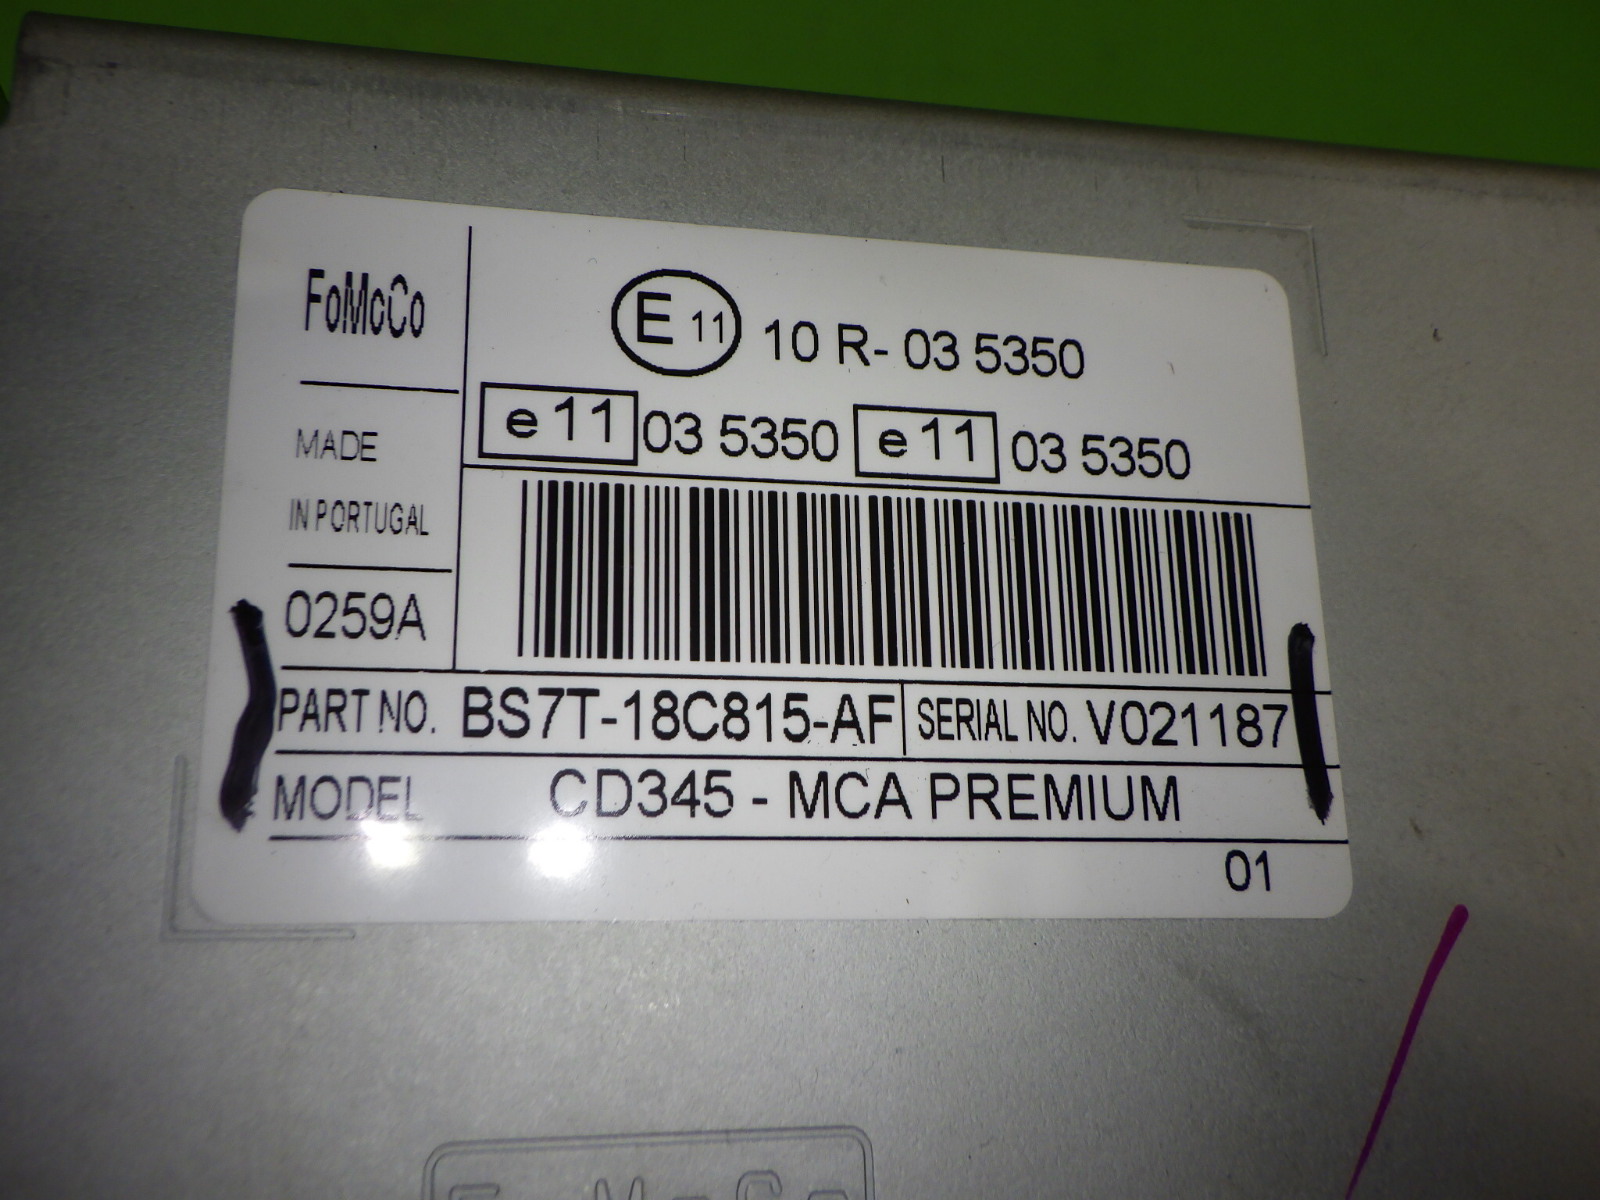 FoMoCo
E 11 10 R- 03 5350
e 11 03 5350 e 11 03 5350
MADE
IN PORTUGAL
0259A
PART NO. BS7T-18C815-AF SERIAL NO. V021187
MODEL CD345 - MCA PREMIUM
01
FoMoCo